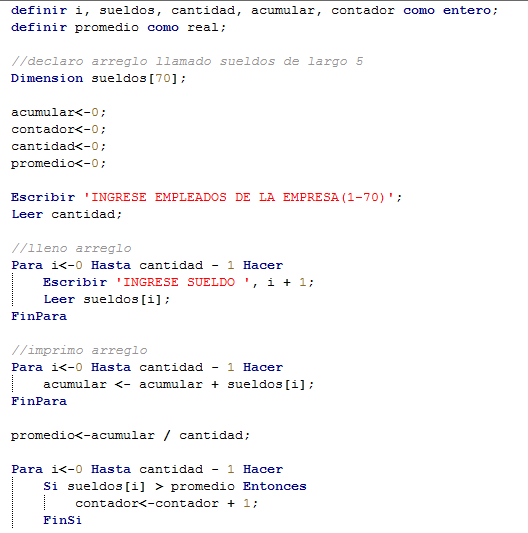 definir i, sueldos, cantidad, acumular, contador como entero;
definir promedio como real;
//declaro arreglo llamado sueldos de largo 5
Dimension sueldos[70];
acumular<-0;
contador<-0;
cantidad<-0;
promedio<-0;
Escribir 'INGRESE EMPLEADOS DE LA EMPRESA(1-70)';
Leer cantidad;
//lleno arreglo
Para i<-0 Hasta cantidad - 1 Hacer
    Escribir 'INGRESE SUELDO ', i + 1;
    Leer sueldos[i];
FinPara
//imprimo arreglo
Para i<-0 Hasta cantidad - 1 Hacer
    acumular <- acumular + sueldos[i];
FinPara
promedio<-acumular / cantidad;
Para i<-0 Hasta cantidad - 1 Hacer
    Si sueldos[i] > promedio Entonces
        contador<-contador + 1;
    FinSi